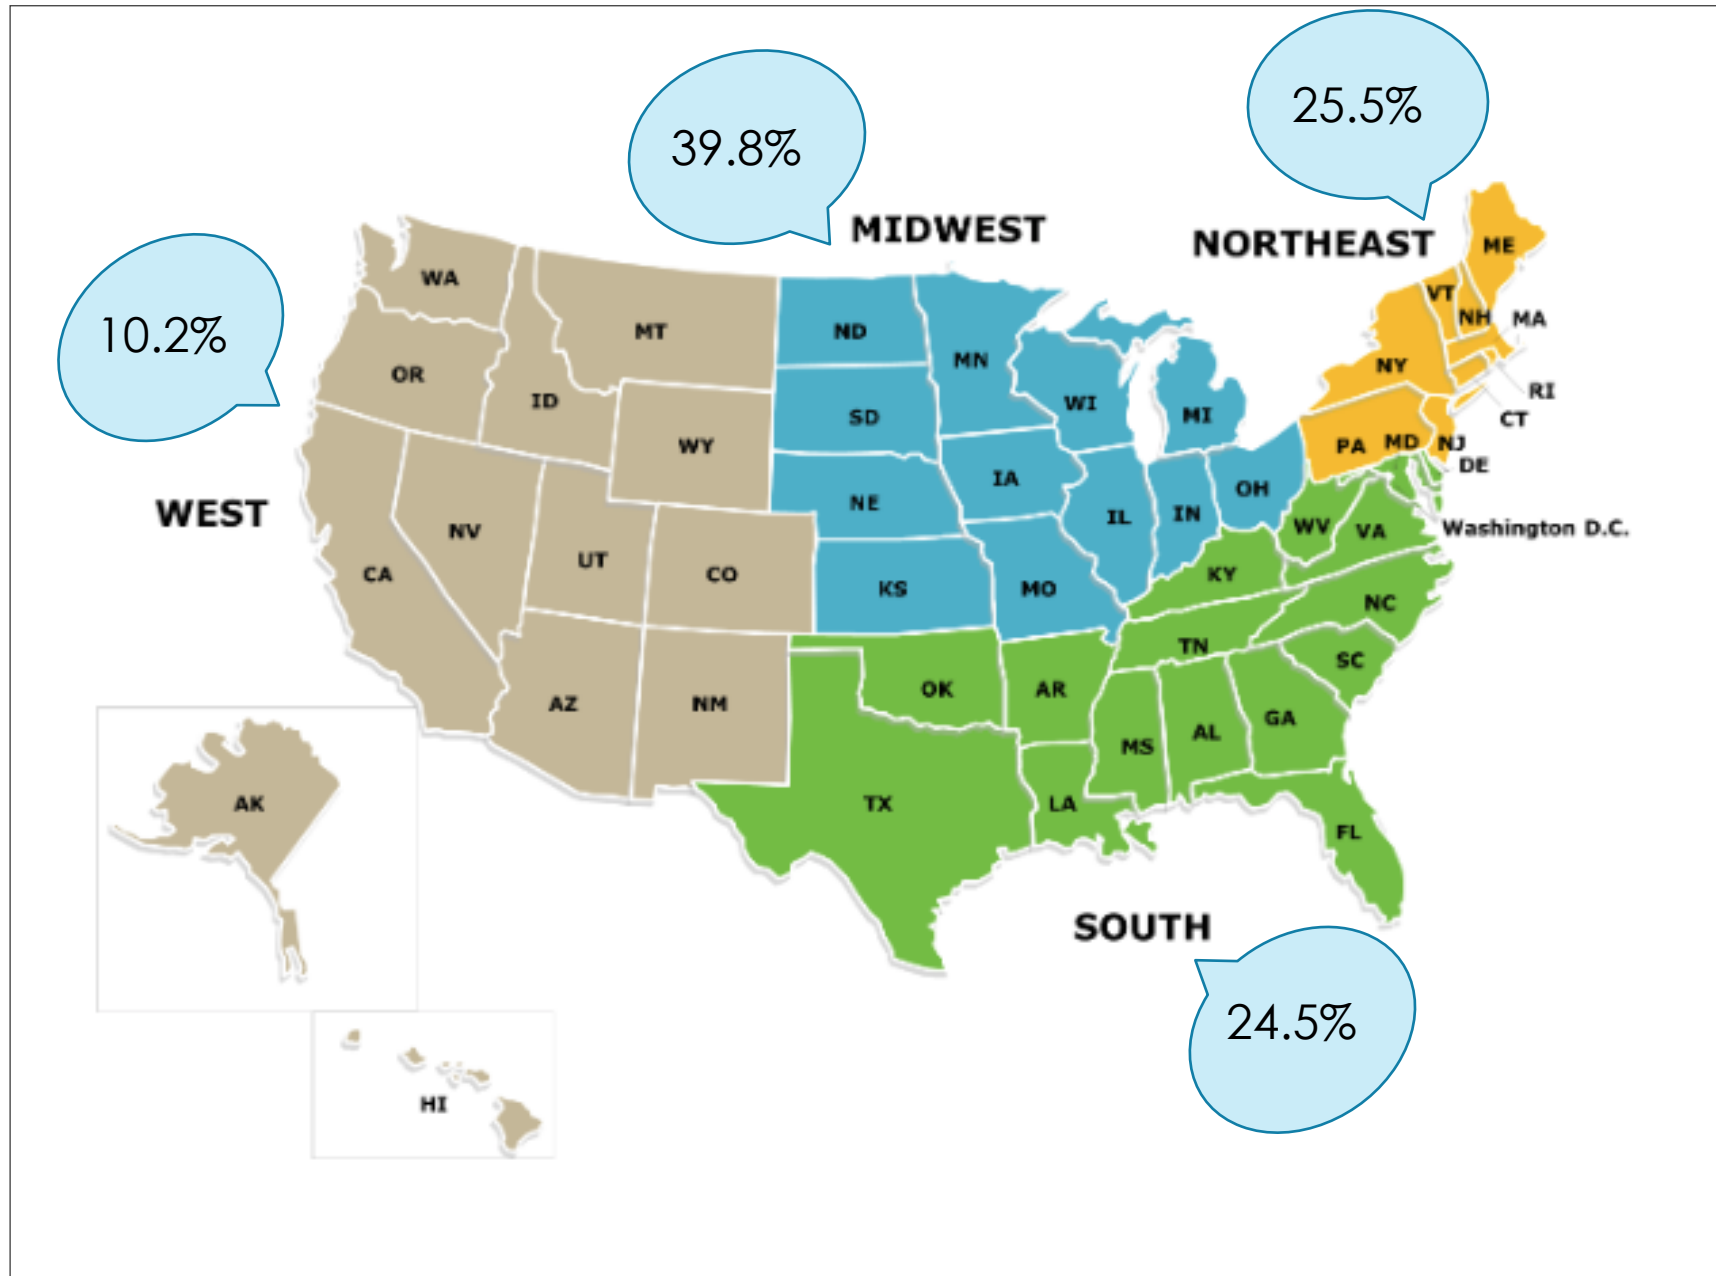 25.5%
39.8%
MIDWEST
NORTHEAST
10.2%
WEST
SOUTH
24.5%
WA
OR
ID
MT
WY
CA
NV
UT
CO
AZ
NM
AK
HI
ND
SD
NE
KS
MN
IA
MO
WI
IL
MI
IN
OH
ME
VT
NH
MA
NY
RI
CT
PA
MD
NJ
DE
Washington D.C.
WV
VA
KY
NC
TN
SC
OK
AR
MS
AL
GA
TX
LA
FL